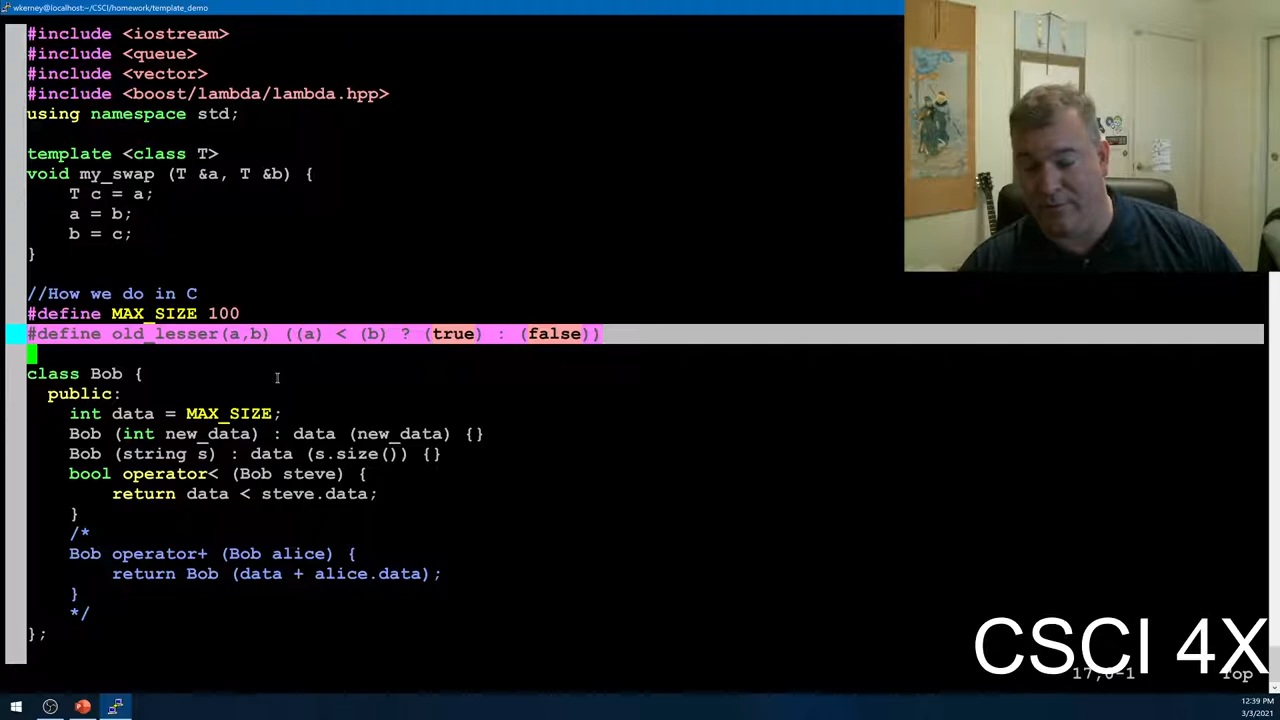 wkerney@localhost:~/CSCI/homework/template_demo
#include <iostream>
#include <queue>
#include <vector>
#include <boost/lambda/lambda.hpp>
using namespace std;
template <class T>
void my_swap (T &a, T &b) {
T c = a;
a = b;
b = c;
}
//How we do in C
#define MAX_SIZE 100
#define old_lesser(a,b) ((a) < (b) ? (true) : (false))
class Bob {
public:
int data = MAX_SIZE;
Bob (int new_data) : data (new_data) {}
Bob (string s) : data (s.size()) {}
bool operator< (Bob steve) {
return data < steve.data;
}
/*
Bob operator+ (Bob alice) {
return Bob (data + alice.data);
}
*/
};
CSCI 4X
17,0-1 Top
12:39 PM
3/3/2021